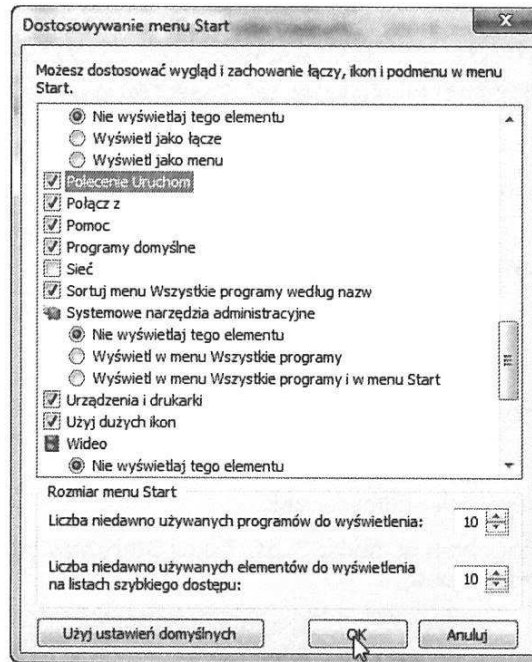 Dostosowywanie menu Start
Możesz dostosować wygląd i zachowanie łączy, ikon i podmenu w menu
Start.
Nie wyświetlaj tego elementu
Wyświetl jako łącze
Wyświetl jako menu
Polecenie Uruchom
Połącz z
Pomoc
Programy domyślne
Sieć
Sortuj menu Wszystkie programy według nazw
Systemowe narzędzia administracyjne
Nie wyświetlaj tego elementu
Wyświetl w menu Wszystkie programy
Wyświetl w menu Wszystkie programy i w menu Start
Urządzenia i drukarki
Użyj dużych ikon
Wideo
Nie wyświetlaj tego elementu
Rozmiar menu Start
Liczba niedawno używanych programów do wyświetlenia: 10
Liczba niedawno używanych elementów do wyświetlenia
na listach szybkiego dostępu: 10
Użyj ustawień domyślnych OK Anuluj